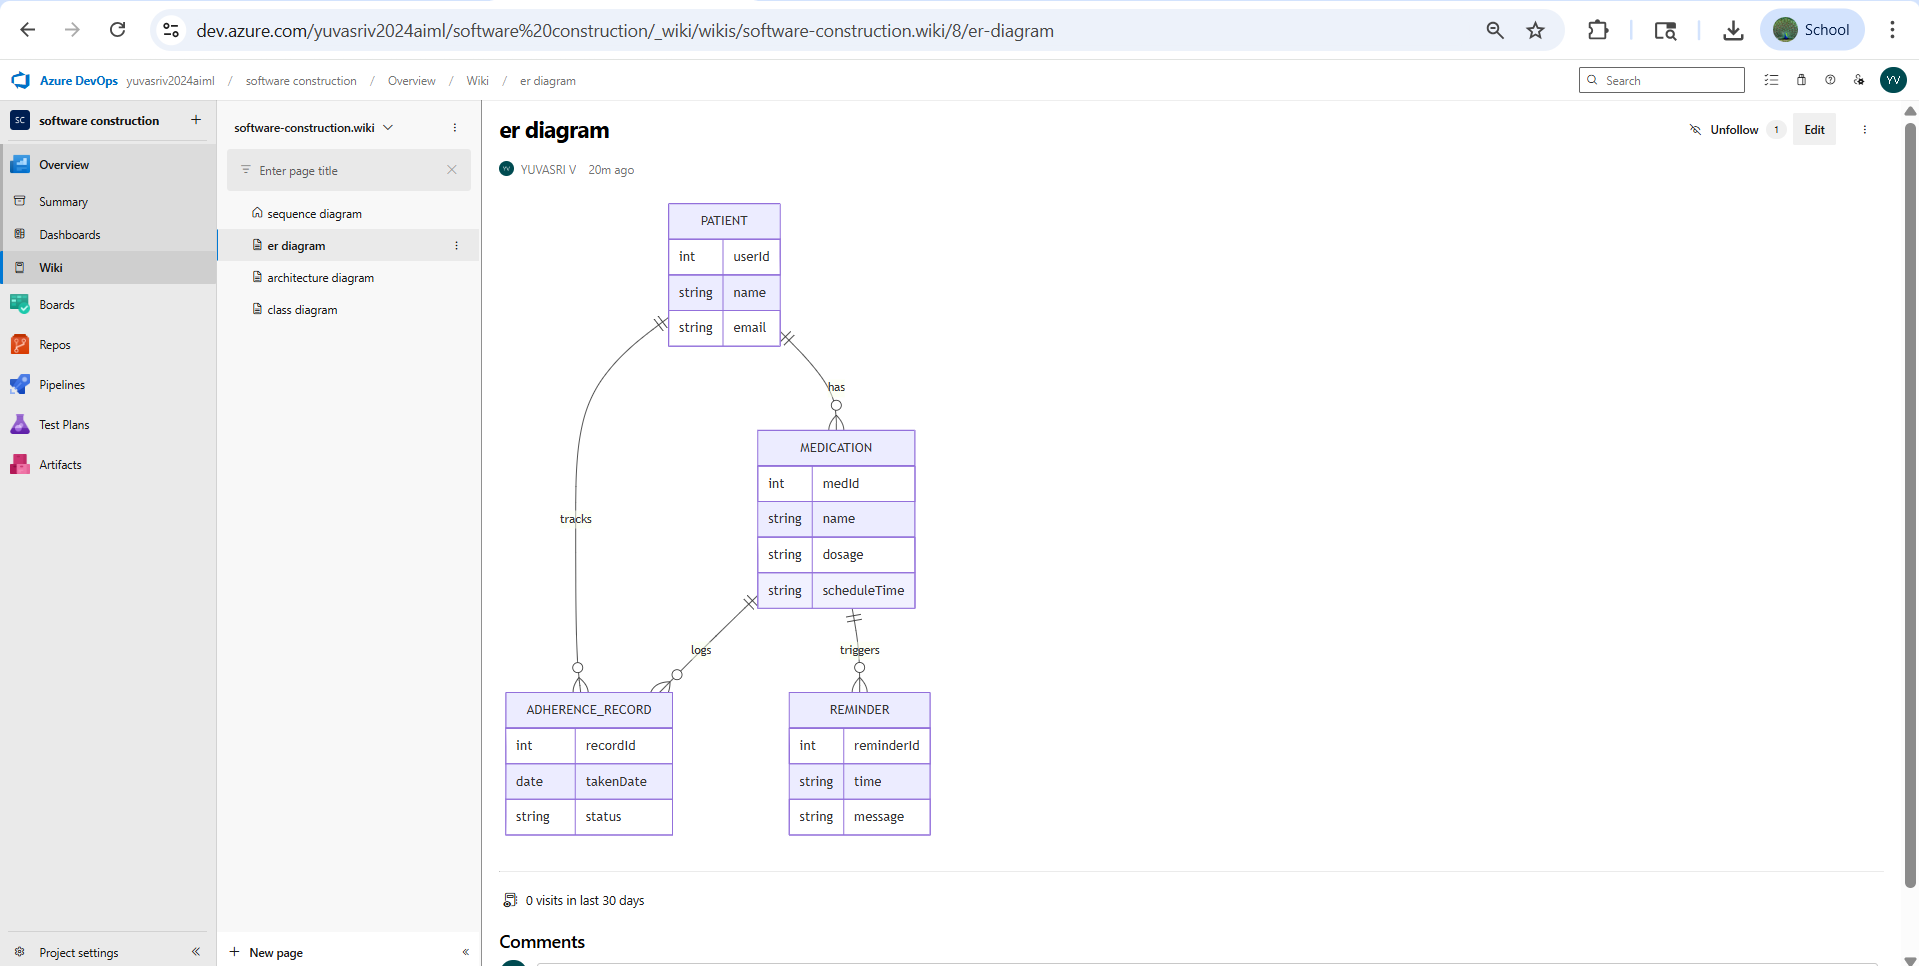 dev.azure.com/yuvasriv2024aiml/software%20construction/_wiki/wikis/software-construction.wiki/8/er-diagram
School
Azure DevOps yuvasriv2024aiml / software construction / Overview / Wiki / er diagram
Search
YV
SC software construction
Overview
Summary
Dashboards
Wiki
Boards
Repos
Pipelines
Test Plans
Artifacts
Project settings
software-construction.wiki
Enter page title
sequence diagram
er diagram
architecture diagram
class diagram
New page
er diagram
Unfollow 1 Edit
YV YUVASRI V 20m ago
PATIENT
int userId
string name
string email
has
MEDICATION
int medId
string name
string dosage
string scheduleTime
tracks
logs
triggers
ADHERENCE_RECORD
int recordId
date takenDate
string status
REMINDER
int reminderId
string time
string message
0 visits in last 30 days
Comments